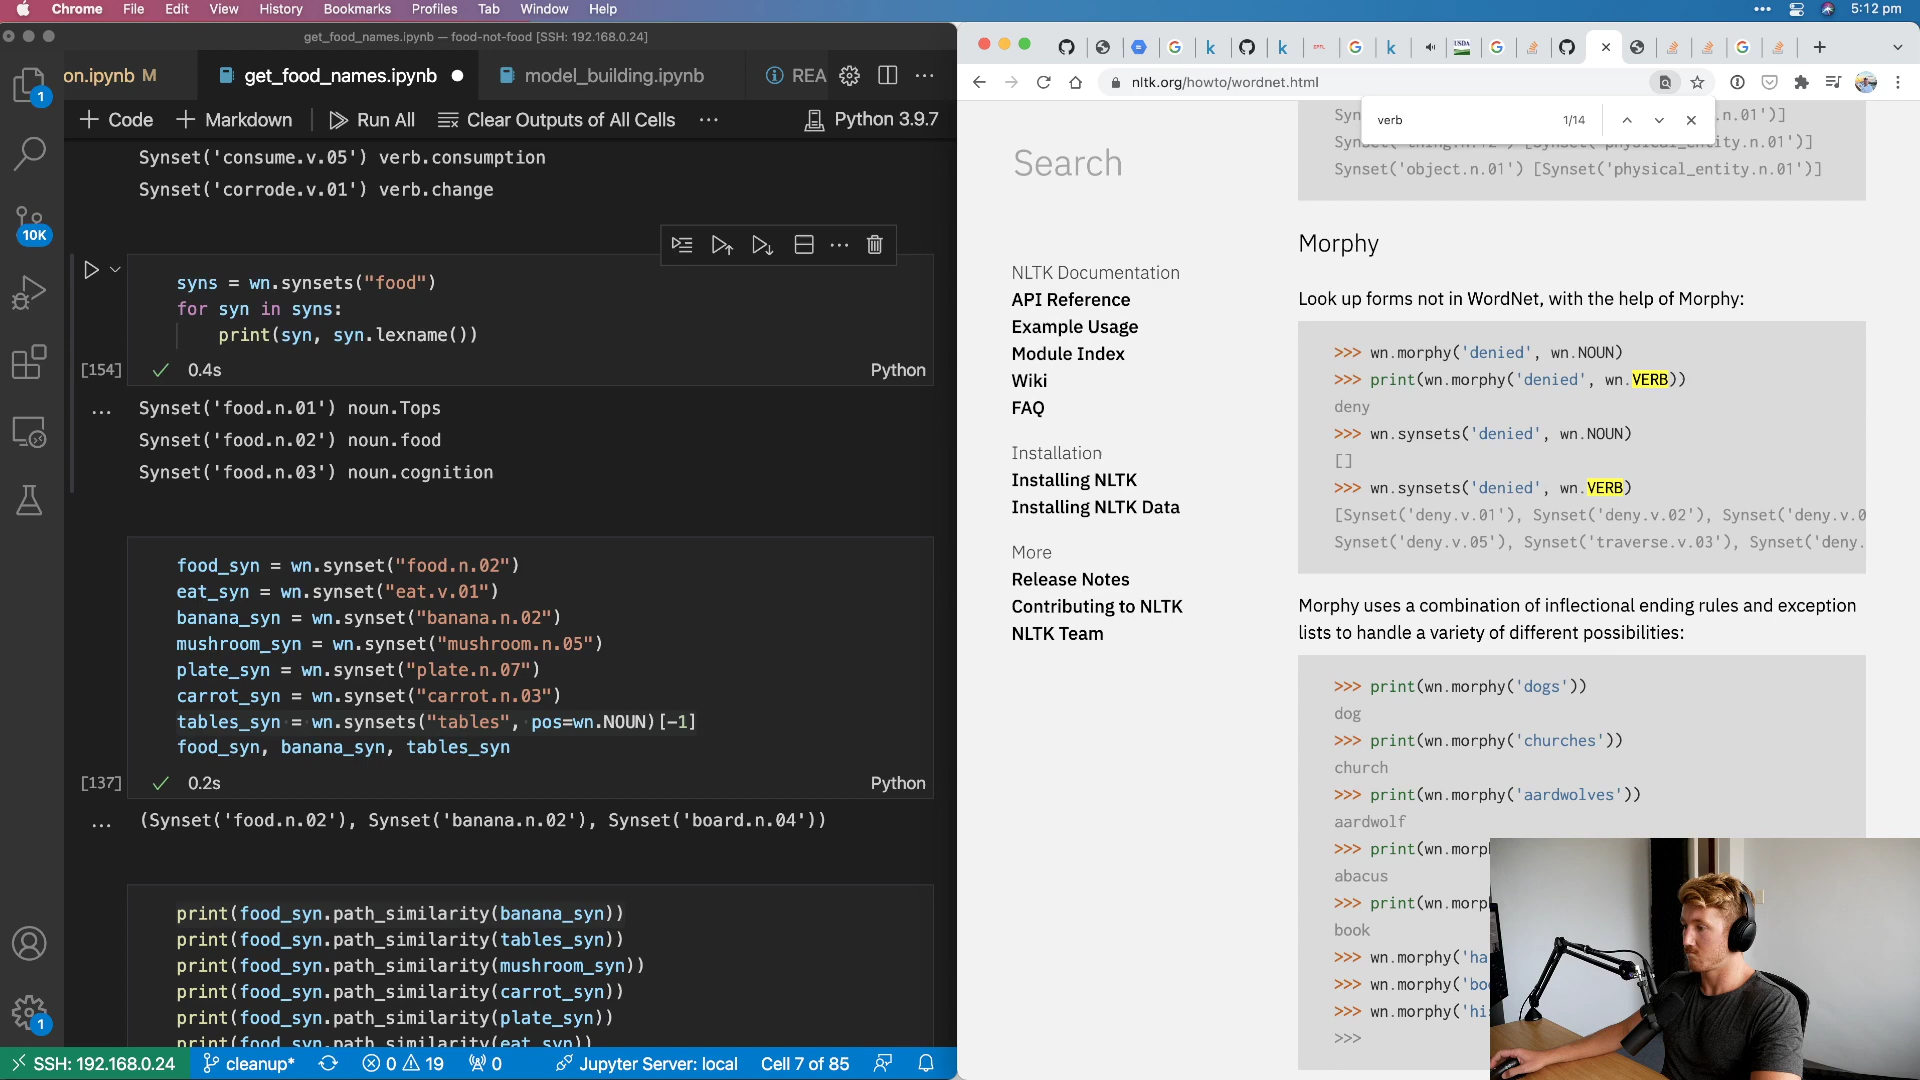 Chrome File Edit View History Bookmarks Profiles Tab Window Help
5:12 pm
get_food_names.ipynb — food-not-food [SSH: 192.168.0.24]
on.ipynb M
get_food_names.ipynb
model_building.ipynb
REA
Code
Markdown
Run All
Clear Outputs of All Cells
Python 3.9.7
1
10K
Synset('consume.v.05') verb.consumption
Synset('corrode.v.01') verb.change
syns = wn.synsets("food")
for syn in syns:
print(syn, syn.lexname())
[154]
0.4s
Python
Synset('food.n.01') noun.Tops
Synset('food.n.02') noun.food
Synset('food.n.03') noun.cognition
food_syn = wn.synset("food.n.02")
eat_syn = wn.synset("eat.v.01")
banana_syn = wn.synset("banana.n.02")
mushroom_syn = wn.synset("mushroom.n.05")
plate_syn = wn.synset("plate.n.07")
carrot_syn = wn.synset("carrot.n.03")
tables_syn = wn.synsets("tables", pos=wn.NOUN)[-1]
food_syn, banana_syn, tables_syn
[137]
0.2s
Python
(Synset('food.n.02'), Synset('banana.n.02'), Synset('board.n.04'))
print(food_syn.path_similarity(banana_syn))
print(food_syn.path_similarity(tables_syn))
print(food_syn.path_similarity(mushroom_syn))
print(food_syn.path_similarity(carrot_syn))
print(food_syn.path_similarity(plate_syn))
print(food_syn.path_similarity(eat_syn))
1
SSH: 192.168.0.24
cleanup*
0
19
0
Jupyter Server: local
Cell 7 of 85
USDA
nltk.org/howto/wordnet.html
verb
1/14
Search
NLTK Documentation
API Reference
Example Usage
Module Index
Wiki
FAQ
Installation
Installing NLTK
Installing NLTK Data
More
Release Notes
Contributing to NLTK
NLTK Team
Syn
.n.01')]
Synset('thing.n.12') [Synset('physical_entity.n.01')]
Synset('object.n.01') [Synset('physical_entity.n.01')]
Morphy
Look up forms not in WordNet, with the help of Morphy:
>>> wn.morphy('denied', wn.NOUN)
>>> print(wn.morphy('denied', wn.VERB))
deny
>>> wn.synsets('denied', wn.NOUN)
[]
>>> wn.synsets('denied', wn.VERB)
[Synset('deny.v.01'), Synset('deny.v.02'), Synset('deny.v.0
Synset('deny.v.05'), Synset('traverse.v.03'), Synset('deny.
Morphy uses a combination of inflectional ending rules and exception
lists to handle a variety of different possibilities:
>>> print(wn.morphy('dogs'))
dog
>>> print(wn.morphy('churches'))
church
>>> print(wn.morphy('aardwolves'))
aardwolf
>>> print(wn.morp
abacus
>>> print(wn.morp
book
>>> wn.morphy('ha
>>> wn.morphy('bo
>>> wn.morphy('hi
>>>